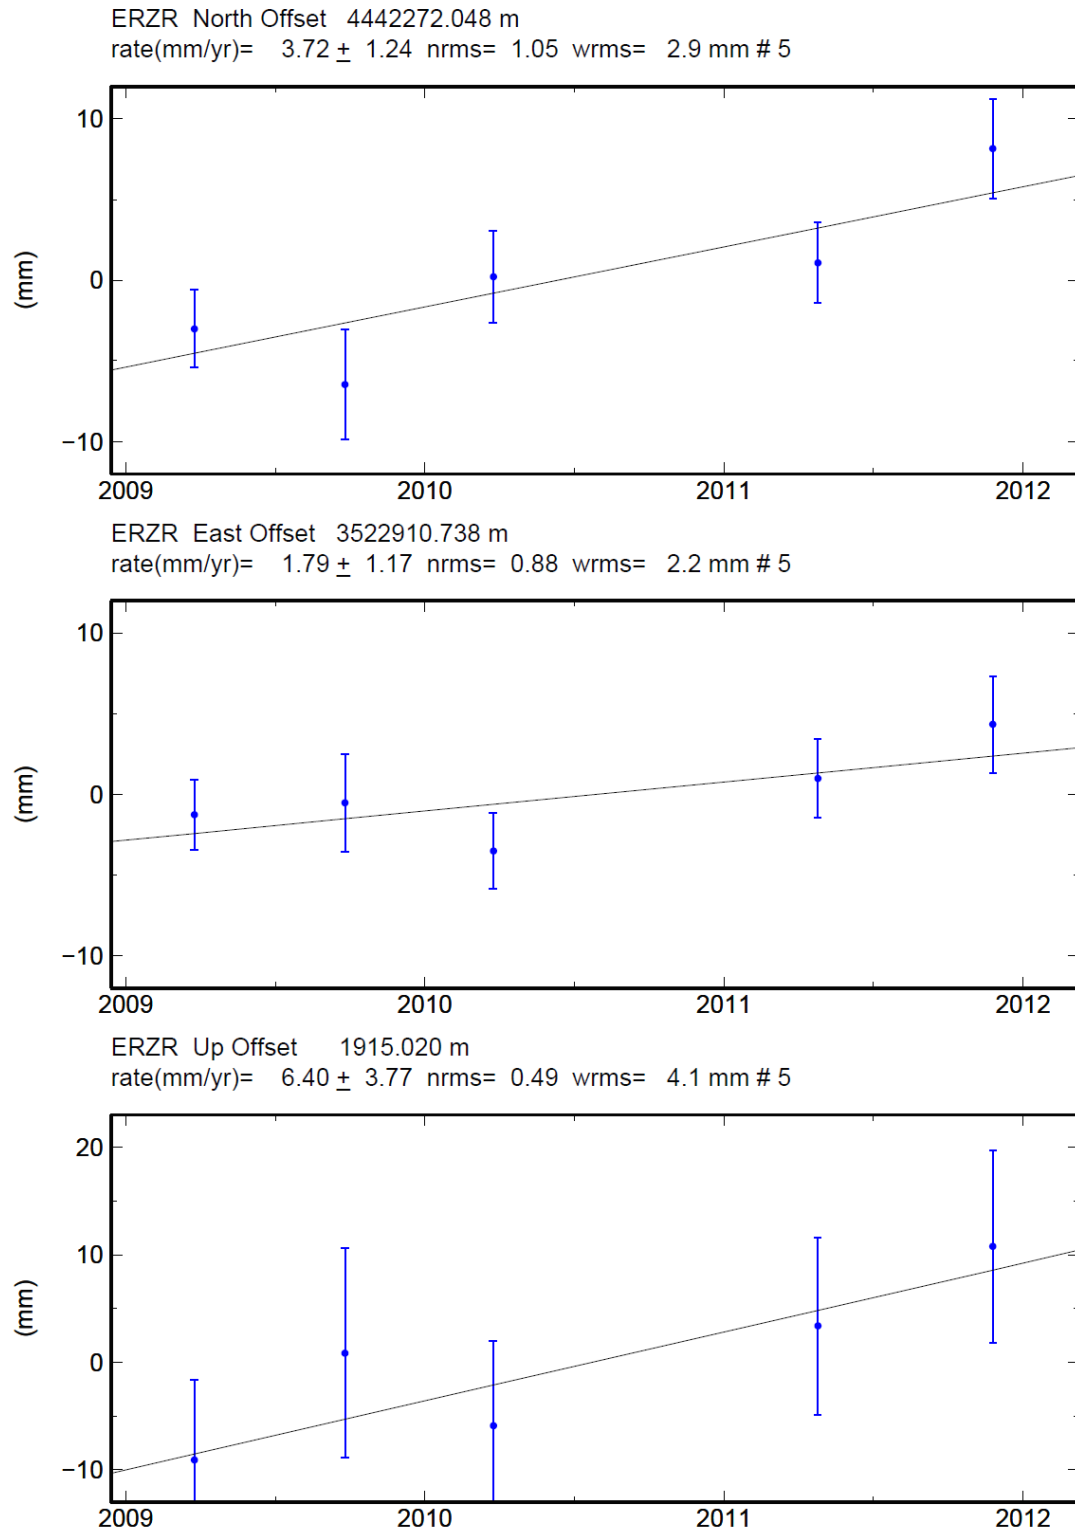 ERZR North Offset 4442272.048 m
rate(mm/yr)= 3.72 ± 1.24 nrms= 1.05 wrms= 2.9 mm # 5
10
0
−10
(mm)
2009 2010 2011 2012
ERZR East Offset 3522910.738 m
rate(mm/yr)= 1.79 ± 1.17 nrms= 0.88 wrms= 2.2 mm # 5
10
0
−10
(mm)
2009 2010 2011 2012
ERZR Up Offset 1915.020 m
rate(mm/yr)= 6.40 ± 3.77 nrms= 0.49 wrms= 4.1 mm # 5
20
10
0
−10
(mm)
2009 2010 2011 2012